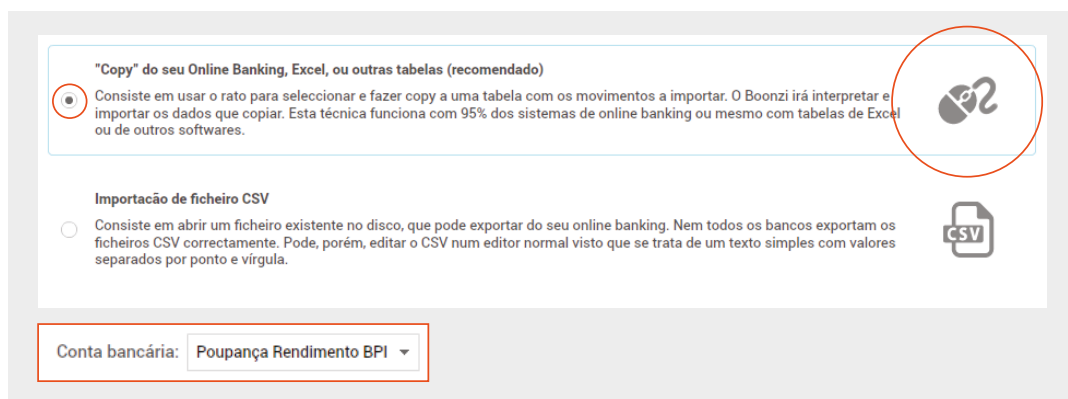 "Copy" do seu Online Banking, Excel, ou outras tabelas (recomendado)
Consiste em usar o rato para seleccionar e fazer copy a uma tabela com os movimentos a importar. O Boonzi irá interpretar e
importar os dados que copiar. Esta técnica funciona com 95% dos sistemas de online banking ou mesmo com tabelas de Excel
ou de outros softwares.
Importacão de ficheiro CSV
Consiste em abrir um ficheiro existente no disco, que pode exportar do seu online banking. Nem todos os bancos exportam os
ficheiros CSV correctamente. Pode, porém, editar o CSV num editor normal visto que se trata de um texto simples com valores
separados por ponto e vírgula.
CSV
Conta bancária: Poupança Rendimento BPI